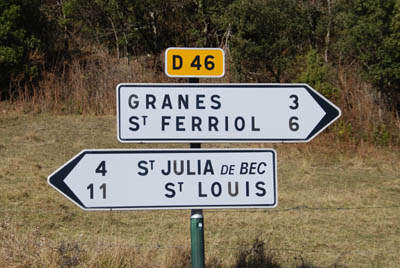 D 46
GRANES 3
ST FERRIOL 6
4 ST JULIA DE BEC
11 ST LOUIS